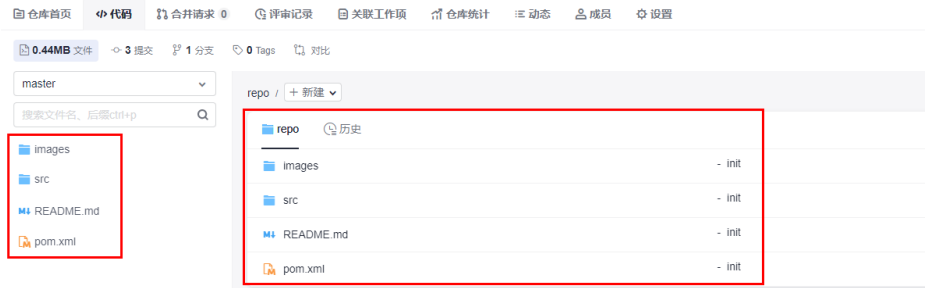 仓库首页 代码 合并请求 0 评审记录 关联工作项 仓库统计 动态 成员 设置
0.44MB 文件 3 提交 1 分支 0 Tags 对比
master
repo / + 新建
搜索文件名、后缀ctrl+p
repo 历史
images
src
README.md
pom.xml
images - init
src - init
README.md - init
pom.xml - init